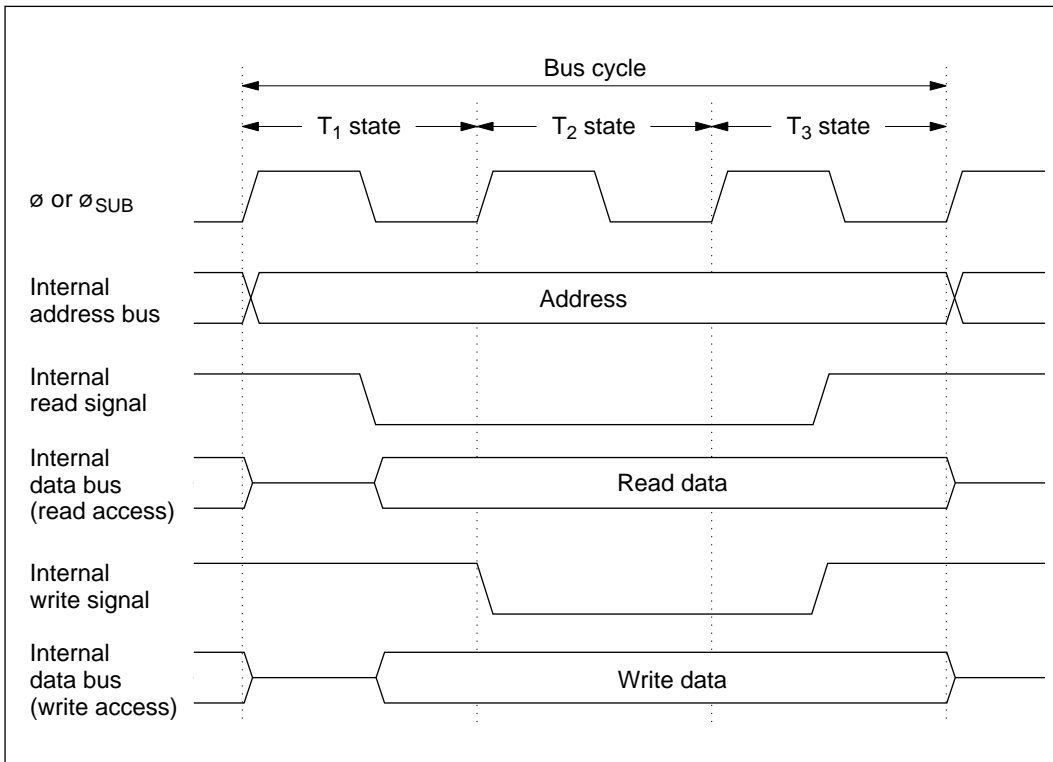 Bus cycle
T₁ state
T₂ state
T₃ state
ø or øSUB
Internal
address bus
Address
Internal
read signal
Internal
data bus
(read access)
Read data
Internal
write signal
Internal
data bus
(write access)
Write data